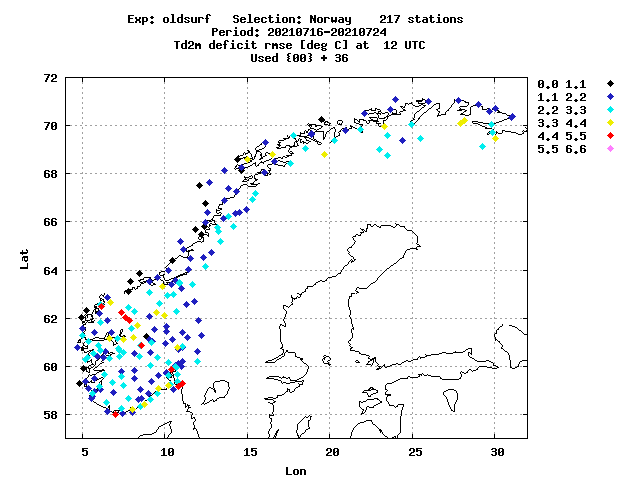 Exp: oldsurf   Selection: Norway    217 stations
Period: 20210716-20210724
Td2m deficit rmse [deg C] at  12 UTC
Used {00} + 36
72
70
68
66
64
62
60
58
Lat
5 10 15 20 25 30
Lon
0.0 1.1
1.1 2.2
2.2 3.3
3.3 4.4
4.4 5.5
5.5 6.6